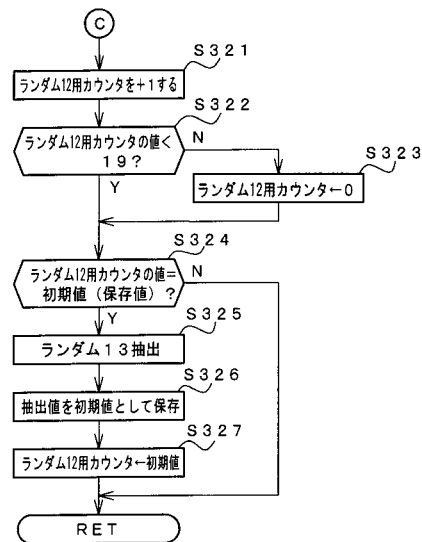 C
S321
ランダム12用カウンタを+1する
S322
ランダム12用カウンタの値<
19?
N
S323
Y
ランダム12用カウンタ←0
S324
ランダム12用カウンタの値=
初期値(保存値)?
N
Y
S325
ランダム13抽出
S326
抽出値を初期値として保存
S327
ランダム12用カウンタ←初期値
RET